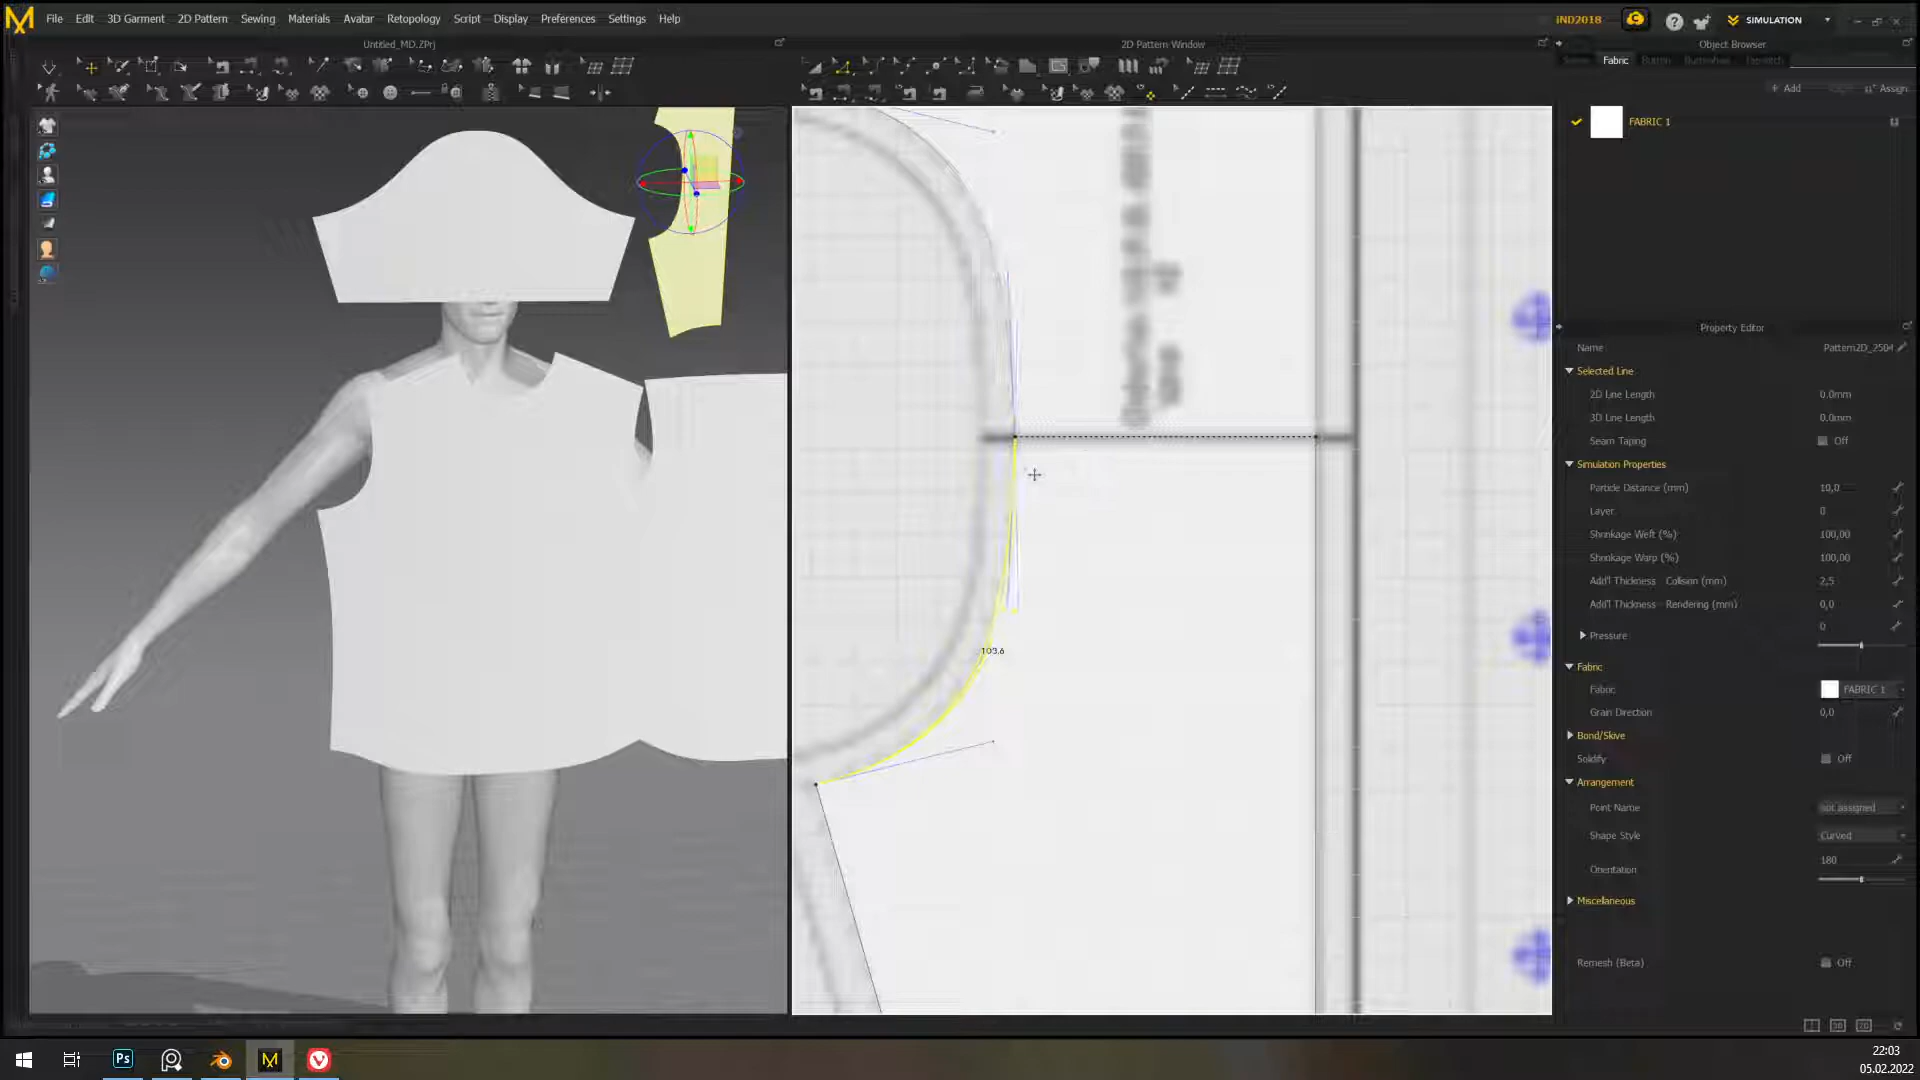 File Edit 3D Garment 2D Pattern Sewing Materials Avatar Retopology Script Display Preferences Settings Help
iND2018
SIMULATION
Untitled_MD.ZPrj
2D Pattern Window
Object Browser
Fabric Button
Add
Assign
FABRIC 1
103.6
Property Editor
Name Pattern2D_2504
Selected Line
2D Line Length 0.0mm
3D Line Length 0.0mm
Seam Taping Off
Simulation Properties
Particle Distance (mm) 10,0
Layer 0
Shrinkage Weft (%) 100,00
Shrinkage Warp (%) 100,00
Add'l Thickness - Collision (mm) 2,5
Add'l Thickness - Rendering (mm) 0,0
0
Pressure
Fabric
Fabric FABRIC 1
Grain Direction 0,0
Bond/Skive
Solidify Off
Arrangement
Point Name not assigned
Shape Style Curved
Orientation 180
Miscellaneous
Remesh (Beta) Off
3D 2D
Ps
22:03
05.02.2022